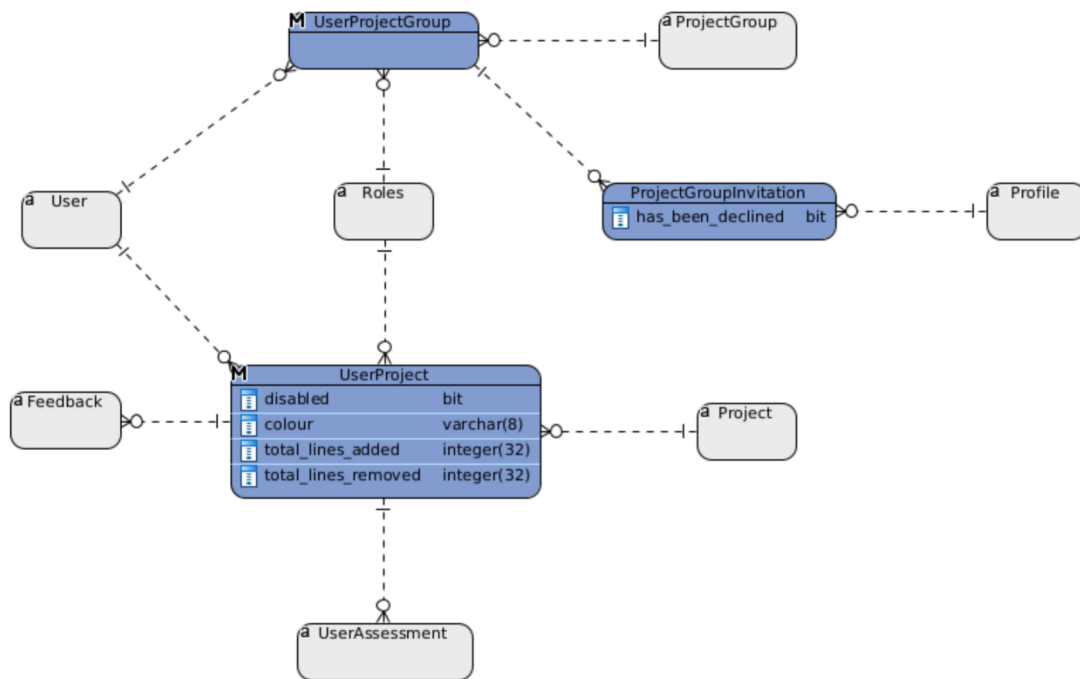 M UserProjectGroup
a ProjectGroup
a User
a Roles
ProjectGroupInvitation
has_been_declined bit
a Profile
M UserProject
disabled bit
colour varchar(8)
total_lines_added integer(32)
total_lines_removed integer(32)
a Feedback
a Project
a UserAssessment